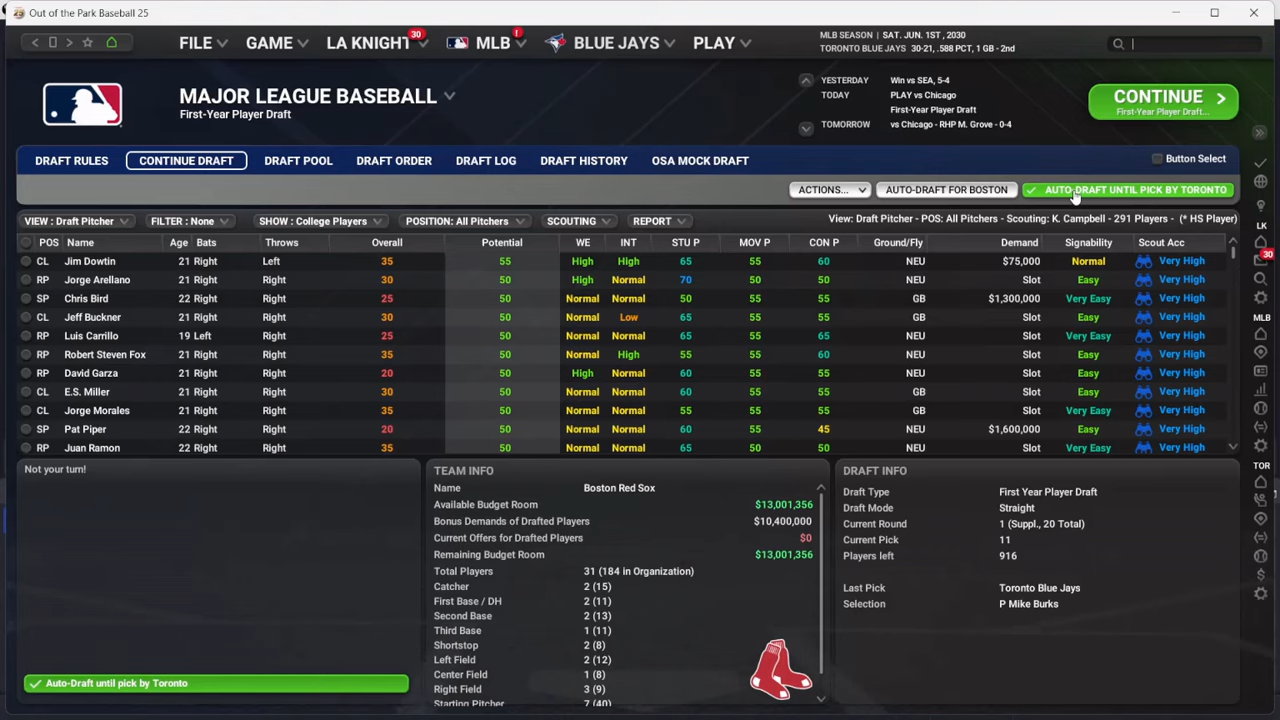 Out of the Park Baseball 25
FILE GAME LA KNIGHT 30 MLB ! BLUE JAYS PLAY
MLB SEASON | SAT. JUN. 1ST, 2030
TORONTO BLUE JAYS 30-21, .588 PCT, 1 GB - 2nd
MAJOR LEAGUE BASEBALL
First-Year Player Draft
YESTERDAY Win vs SEA, 5-4
TODAY PLAY vs Chicago
First-Year Player Draft
TOMORROW vs Chicago - RHP M. Grove - 0-4
CONTINUE
First-Year Player Draft...
DRAFT RULES CONTINUE DRAFT DRAFT POOL DRAFT ORDER DRAFT LOG DRAFT HISTORY OSA MOCK DRAFT Button Select
ACTIONS... AUTO-DRAFT FOR BOSTON AUTO-DRAFT UNTIL PICK BY TORONTO
VIEW : Draft Pitcher FILTER : None SHOW : College Players POSITION: All Pitchers SCOUTING REPORT View: Draft Pitcher - POS: All Pitchers - Scouting: K. Campbell - 291 Players - (* HS Player)
POS Name Age Bats Throws Overall Potential WE INT STU P MOV P CON P Ground/Fly Demand Signability Scout Acc
CL Jim Dowtin 21 Right Left 35 55 High High 65 55 60 NEU $75,000 Normal Very High
RP Jorge Arellano 21 Right Right 30 50 High Normal 70 50 50 NEU Slot Easy Very High
SP Chris Bird 22 Right Right 25 50 Normal Normal 50 55 55 GB $1,300,000 Very Easy Very High
CL Jeff Buckner 21 Right Right 30 50 Normal Low 65 55 55 GB Slot Easy Very High
RP Luis Carrillo 19 Left Right 25 50 Normal Normal 65 55 65 NEU Slot Very Easy Very High
RP Robert Steven Fox 21 Right Right 35 50 Normal High 65 55 60 NEU Slot Easy Very High
RP David Garza 21 Right Right 20 50 High Normal 60 55 55 NEU Slot Easy Very High
CL E.S. Miller 21 Right Right 30 50 Normal Normal 60 55 55 GB Slot Easy Very High
CL Jorge Morales 21 Right Right 35 50 Normal Normal 55 55 55 GB Slot Very Easy Very High
SP Pat Piper 22 Right Right 20 50 Normal Normal 60 55 45 NEU $1,600,000 Easy Very High
RP Juan Ramon 22 Right Right 35 50 Normal Normal 65 50 50 NEU Slot Very Easy Very High
Not your turn!
Auto-Draft until pick by Toronto
TEAM INFO
Name Boston Red Sox
Available Budget Room $13,001,356
Bonus Demands of Drafted Players $10,400,000
Current Offers for Drafted Players $0
Remaining Budget Room $13,001,356
Total Players 31 (184 in Organization)
Catcher 2 (15)
First Base / DH 2 (11)
Second Base 2 (13)
Third Base 1 (11)
Shortstop 2 (8)
Left Field 2 (12)
Center Field 1 (8)
Right Field 3 (9)
Starting Pitcher 7 (40)
DRAFT INFO
Draft Type First Year Player Draft
Draft Mode Straight
Current Round 1 (Suppl., 20 Total)
Current Pick 11
Players left 916
Last Pick Toronto Blue Jays
Selection P Mike Burks
LK
30
MLB
TOR